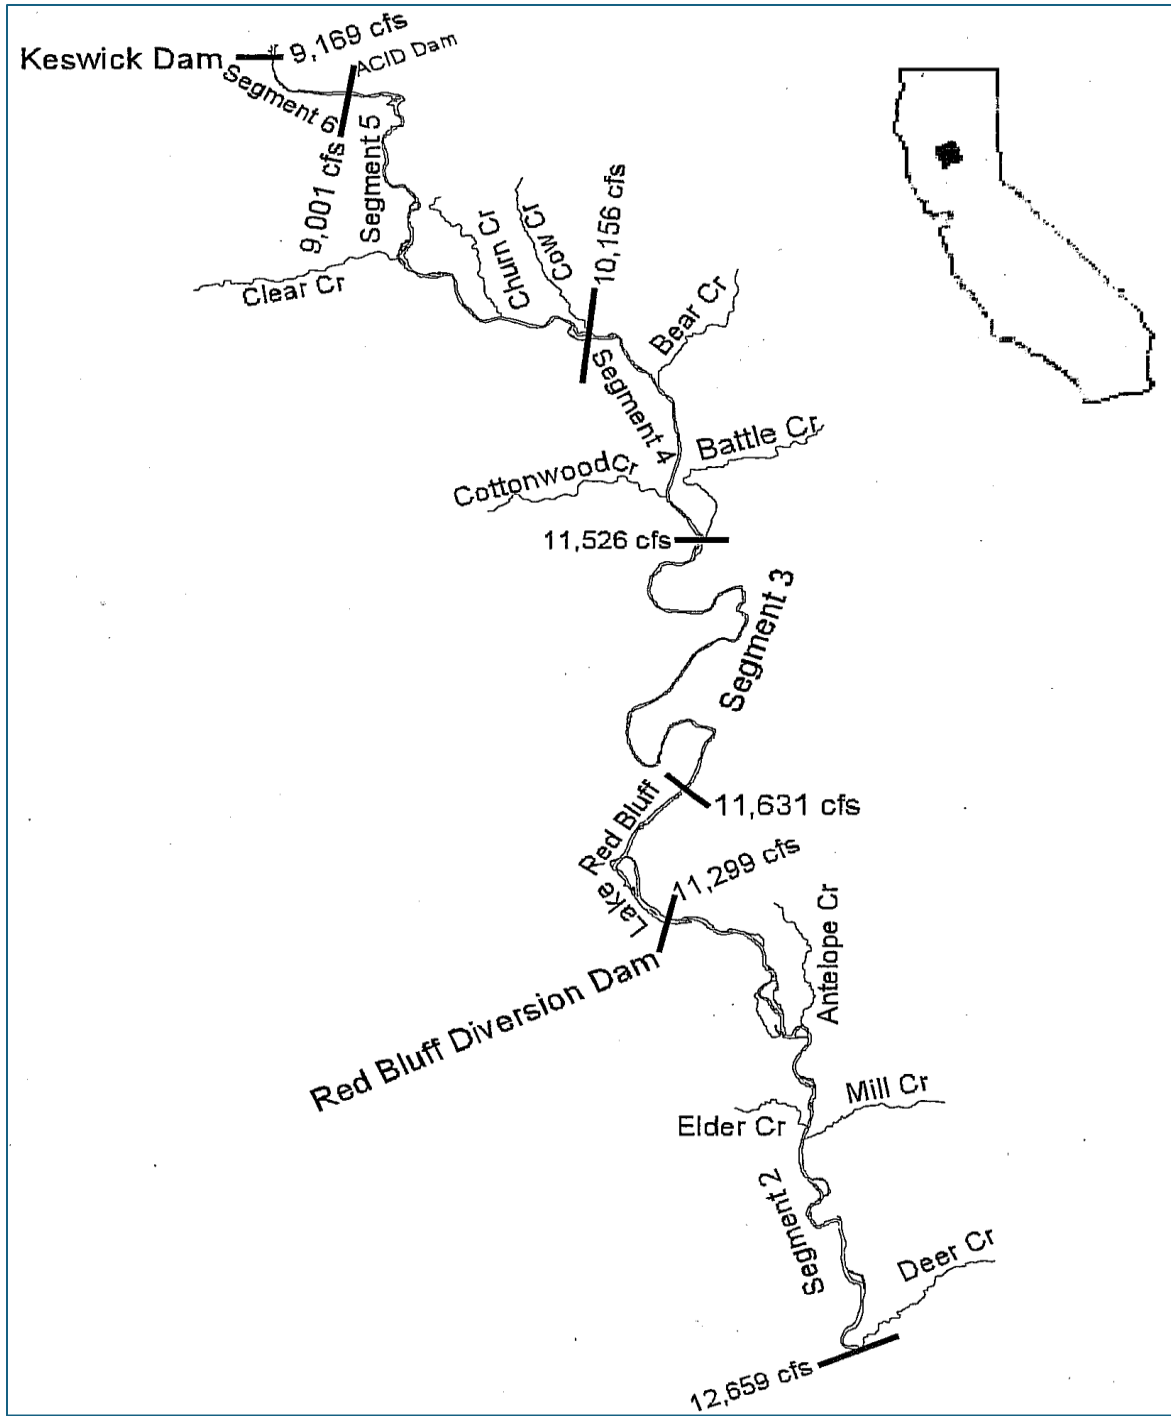 Keswick Dam
9,169 cfs
ACID Dam
Segment 6
9,001 cfs
Segment 5
Clear Cr
Churn Cr
Cow Cr
10,156 cfs
Bear Cr
Segment 4
Battle Cr
Cottonwood Cr
11,526 cfs
Segment 3
Lake Red Bluff
11,631 cfs
11,299 cfs
Red Bluff Diversion Dam
Antelope Cr
Mill Cr
Elder Cr
Segment 2
Deer Cr
12,659 cfs